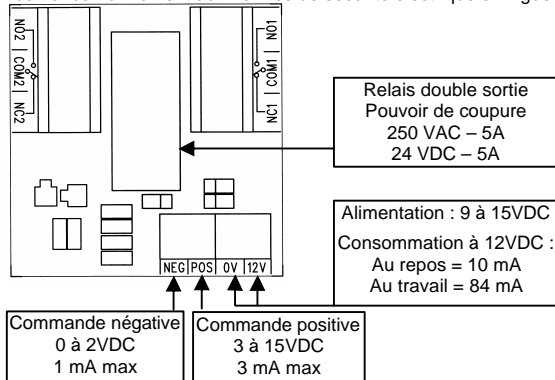 NO2 | COM2 | NC2
NO1 | COM1 | NC1
Relais double sortie
Pouvoir de coupure
250 VAC – 5A
24 VDC – 5A
Alimentation : 9 à 15VDC
Consommation à 12VDC :
Au repos = 10 mA
Au travail = 84 mA
NEG|POS| 0V |12V
Commande négative
0 à 2VDC
1 mA max
Commande positive
3 à 15VDC
3 mA max